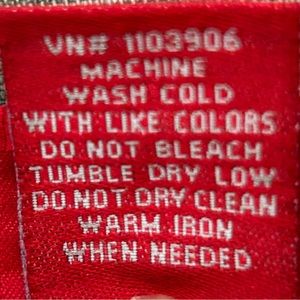 VN# 1103906
MACHINE
WASH COLD
WITH LIKE COLORS
DO NOT BLEACH
TUMBLE DRY LOW
DO NOT DRY CLEAN
WARM IRON
WHEN NEEDED